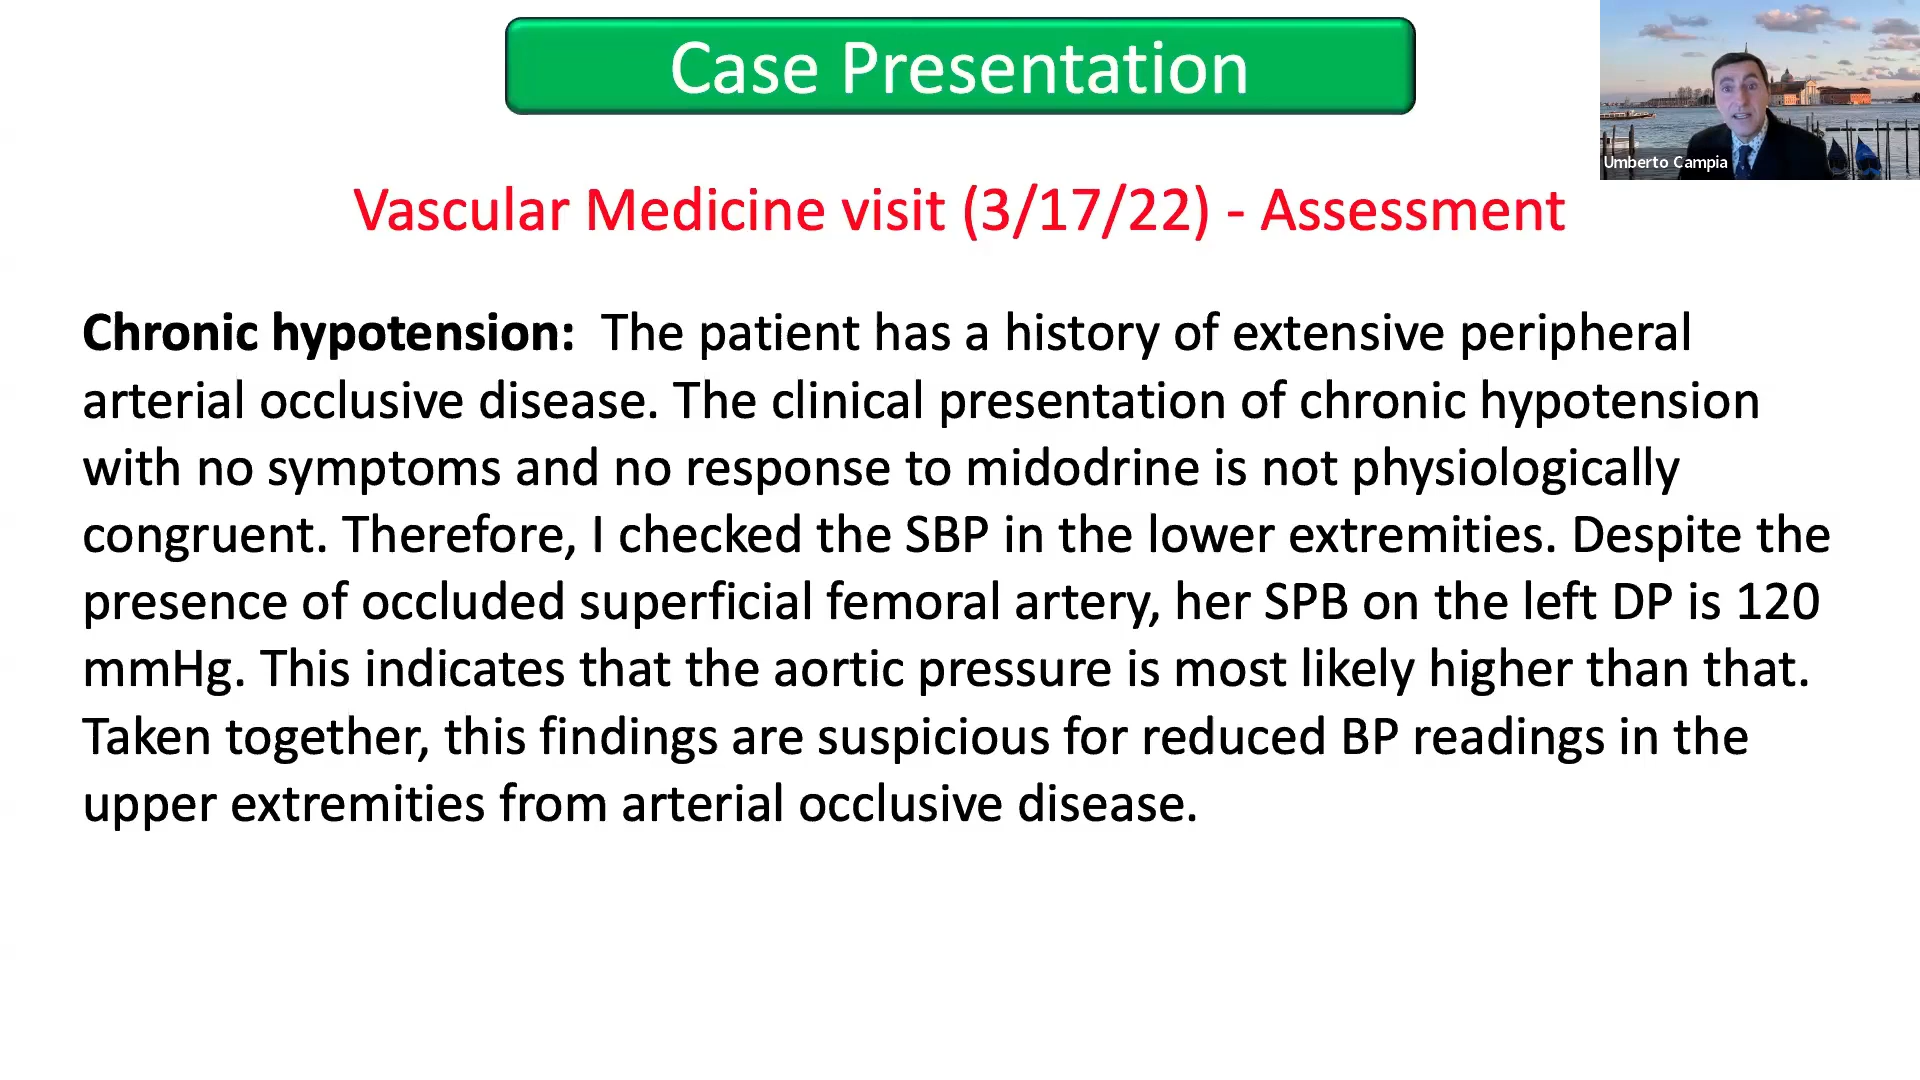 Case Presentation
Umberto Campia
Vascular Medicine visit (3/17/22) - Assessment
Chronic hypotension:  The patient has a history of extensive peripheral
arterial occlusive disease. The clinical presentation of chronic hypotension
with no symptoms and no response to midodrine is not physiologically
congruent. Therefore, I checked the SBP in the lower extremities. Despite the
presence of occluded superficial femoral artery, her SPB on the left DP is 120
mmHg. This indicates that the aortic pressure is most likely higher than that.
Taken together, this findings are suspicious for reduced BP readings in the
upper extremities from arterial occlusive disease.